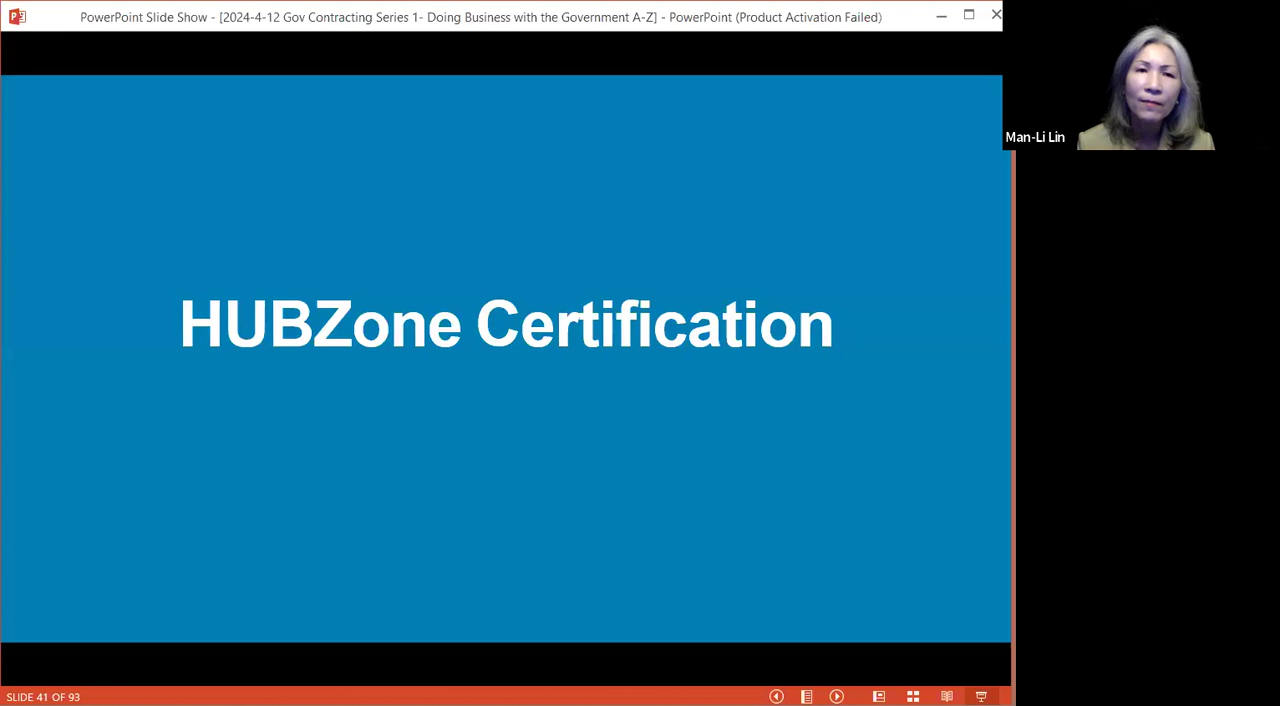 PowerPoint Slide Show - [2024-4-12 Gov Contracting Series 1- Doing Business with the Government A-Z] - PowerPoint (Product Activation Failed)
Man-Li Lin
HUBZone Certification
SLIDE 41 OF 93